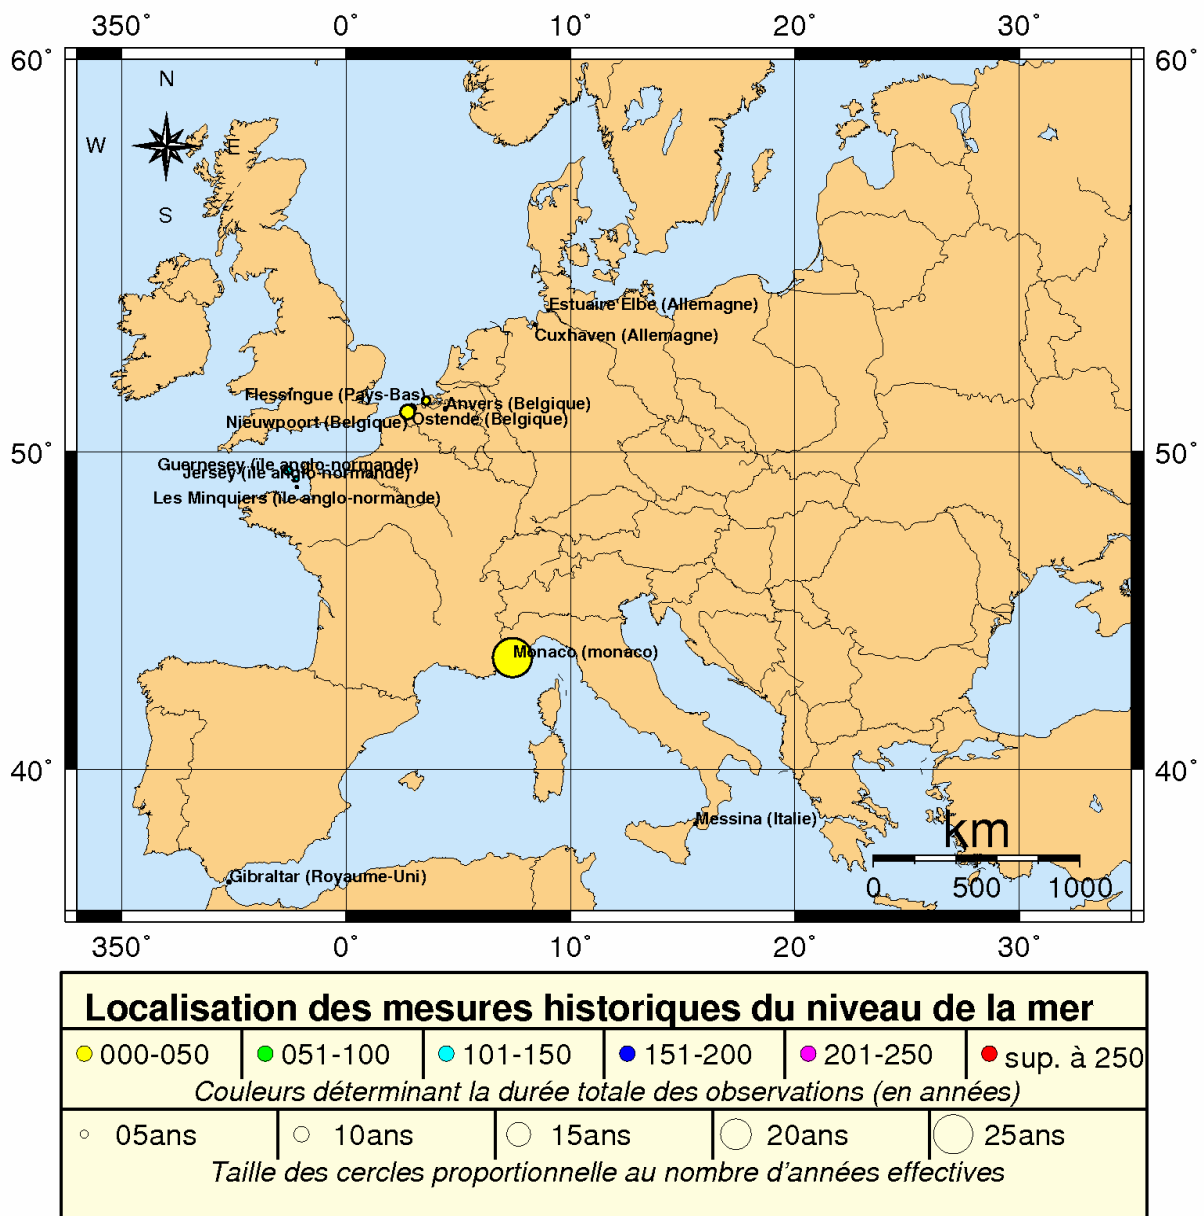 350° 0° 10° 20° 30°
60° 60°
N
W E
S
Estuaire Elbe (Allemagne)
Cuxhaven (Allemagne)
Flessingue (Pays-Bas)
Anvers (Belgique)
Ostende (Belgique)
Nieuwpoort (Belgique)
50° 50°
Guernesey (île anglo-normande)
Jersey (île anglo-normande)
Les Minquiers (île anglo-normande)
Monaco (monaco)
40° 40°
Messina (Italie)
km
0 500 1000
Gibraltar (Royaume-Uni)
350° 0° 10° 20° 30°
Localisation des mesures historiques du niveau de la mer
000-050 051-100 101-150 151-200 201-250 sup. à 250
Couleurs déterminant la durée totale des observations (en années)
05ans 10ans 15ans 20ans 25ans
Taille des cercles proportionnelle au nombre d'années effectives